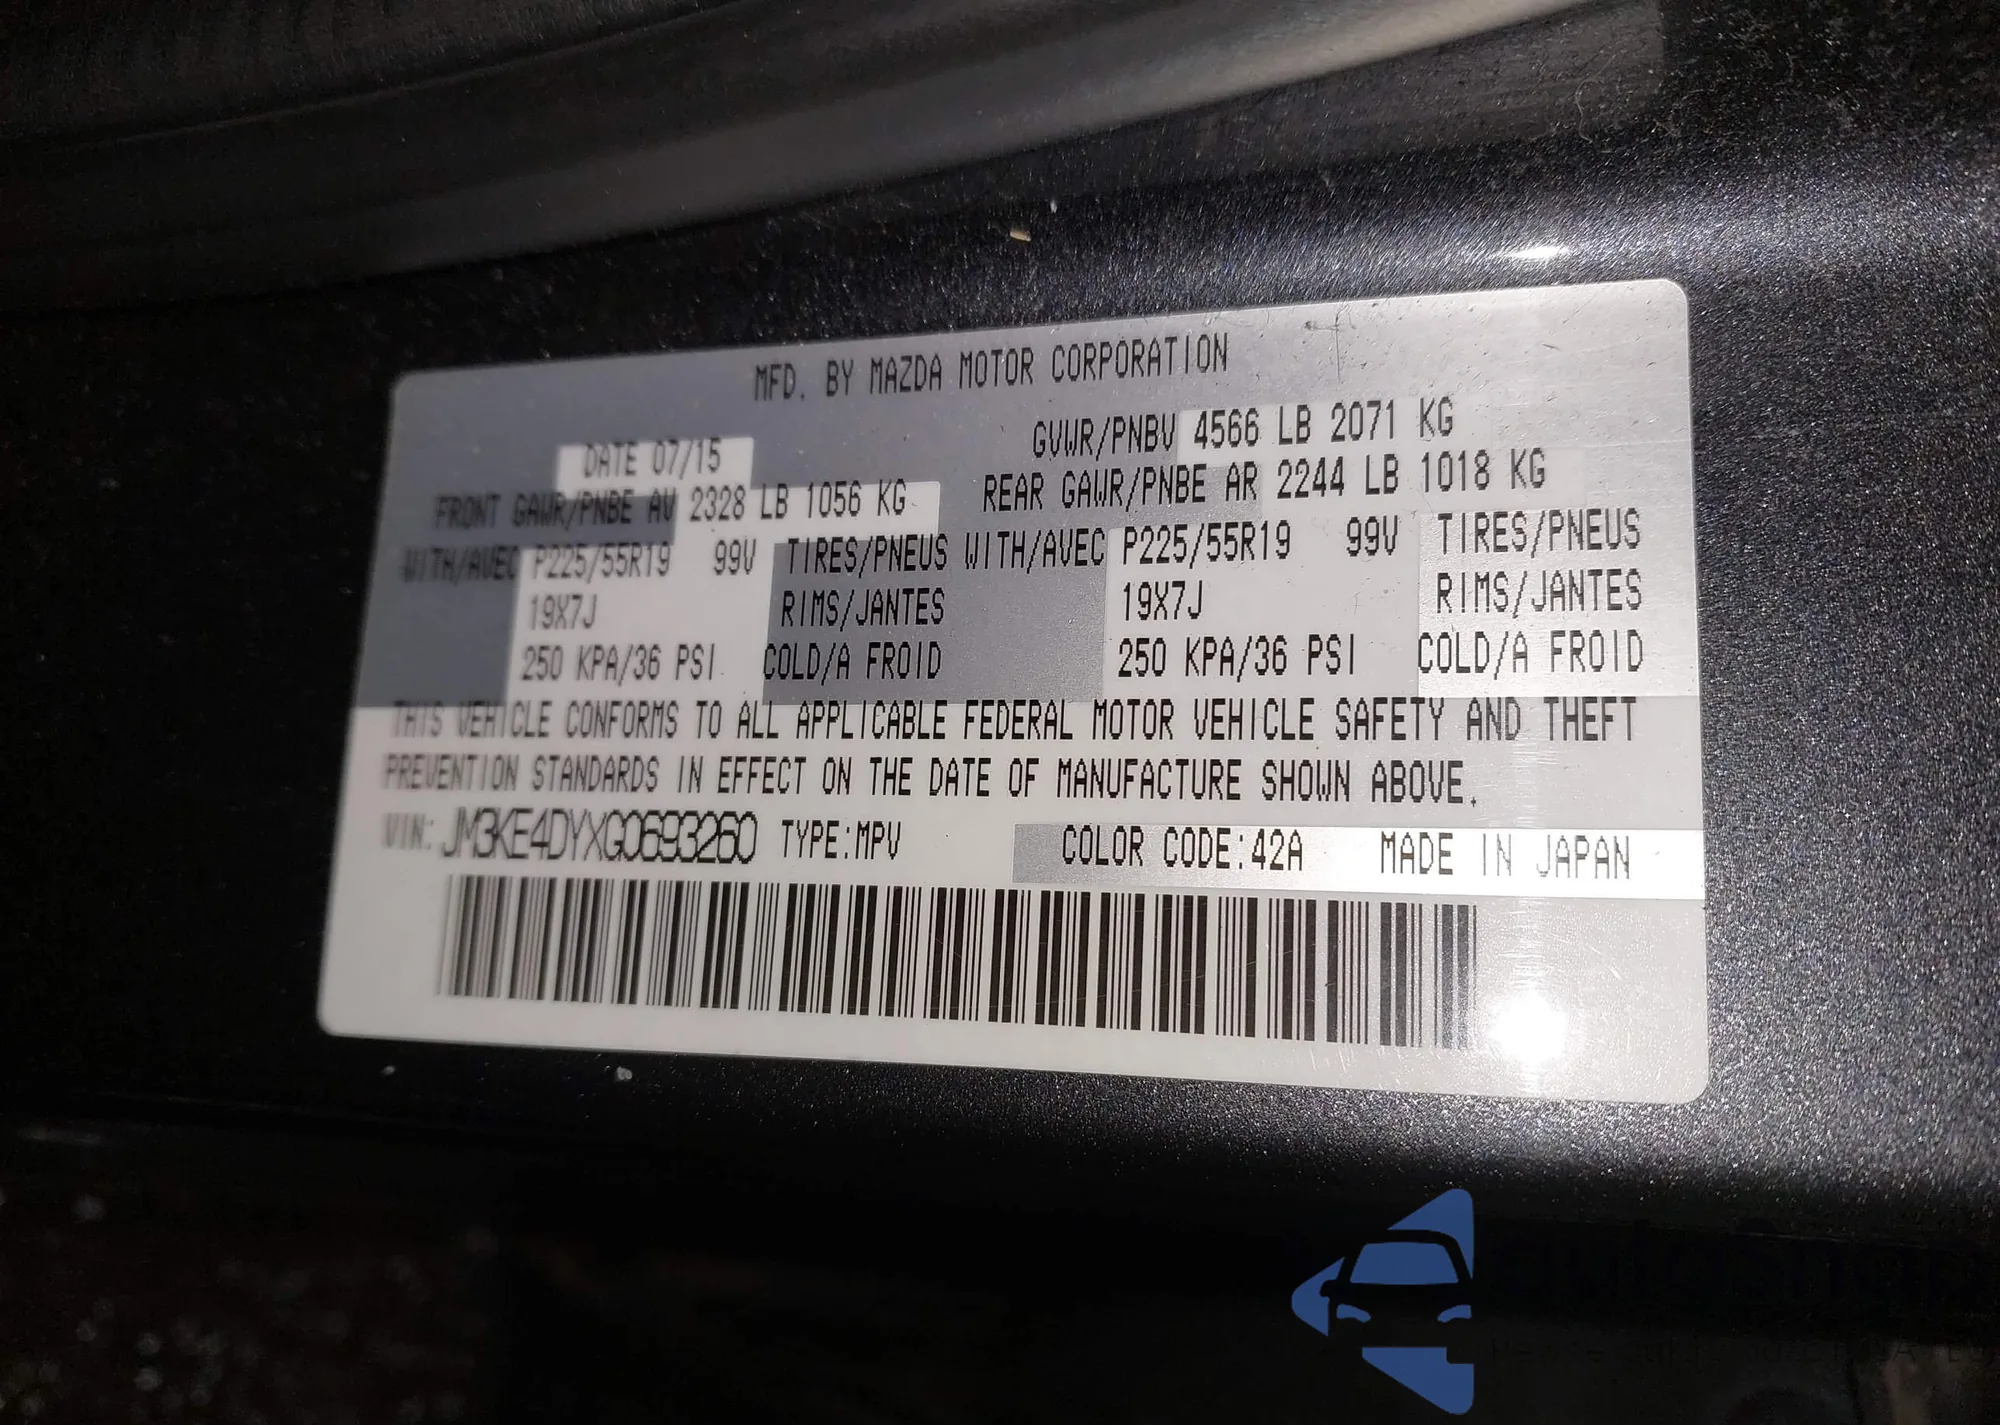 MFD. BY MAZDA MOTOR CORPORATION
DATE 07/15 GVWR/PNBV 4566 LB 2071 KG
FRONT GAWR/PNBE AV 2328 LB 1056 KG REAR GAWR/PNBE AR 2244 LB 1018 KG
WITH/AVEC P225/55R19 99V TIRES/PNEUS WITH/AVEC P225/55R19 99V TIRES/PNEUS
19X7J RIMS/JANTES 19X7J RIMS/JANTES
250 KPA/36 PSI COLD/A FROID 250 KPA/36 PSI COLD/A FROID
THIS VEHICLE CONFORMS TO ALL APPLICABLE FEDERAL MOTOR VEHICLE SAFETY AND THEFT
PREVENTION STANDARDS IN EFFECT ON THE DATE OF MANUFACTURE SHOWN ABOVE.
VIN: JM3KE4DYXG0693260 TYPE:MPV COLOR CODE:42A MADE IN JAPAN